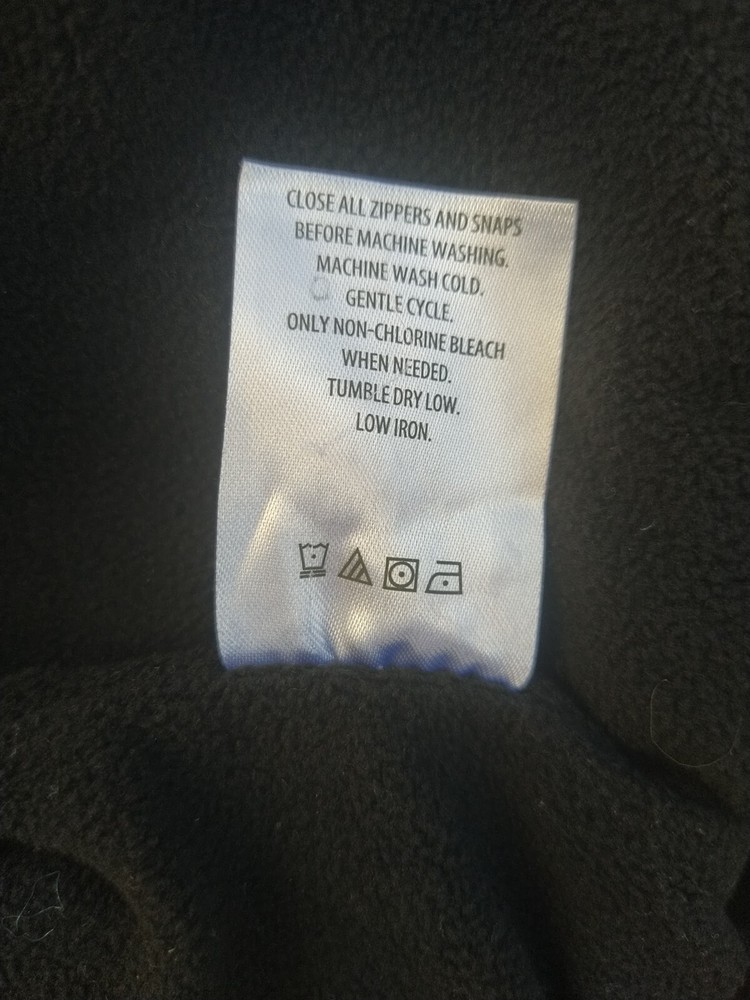 CLOSE ALL ZIPPERS AND SNAPS
BEFORE MACHINE WASHING.
MACHINE WASH COLD.
GENTLE CYCLE.
ONLY NON-CHLORINE BLEACH
WHEN NEEDED.
TUMBLE DRY LOW.
LOW IRON.